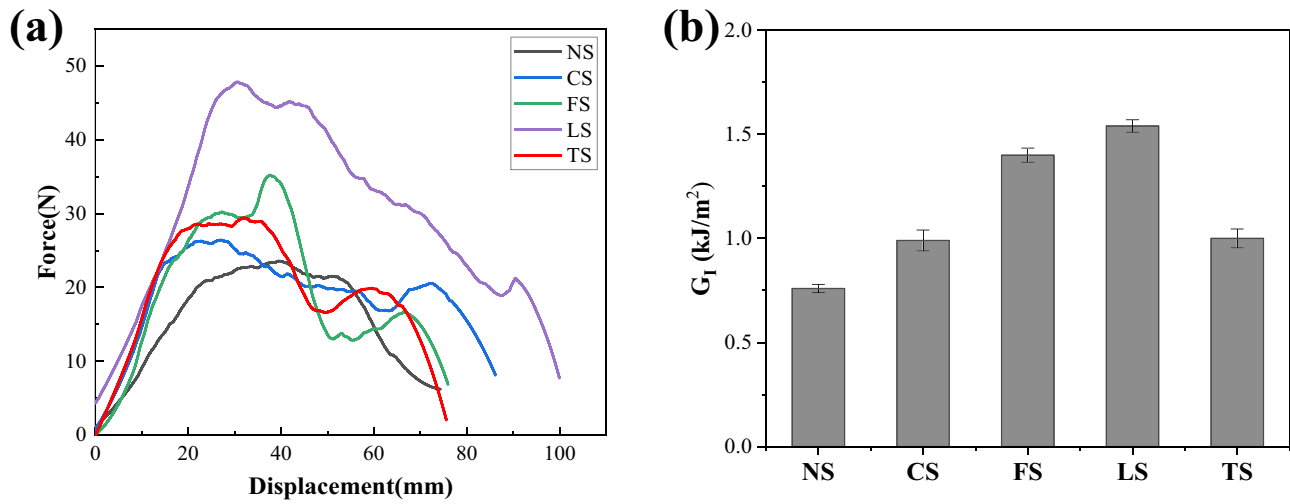 (a)
Force(N)
50
40
30
20
10
0
NS
CS
FS
LS
TS
0 20 40 60 80 100
Displacement(mm)
(b)
G_I (kJ/m²)
2.0
1.5
1.0
0.5
0.0
NS CS FS LS TS